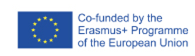 Co-funded by the
Erasmus+ Programme
of the European Union